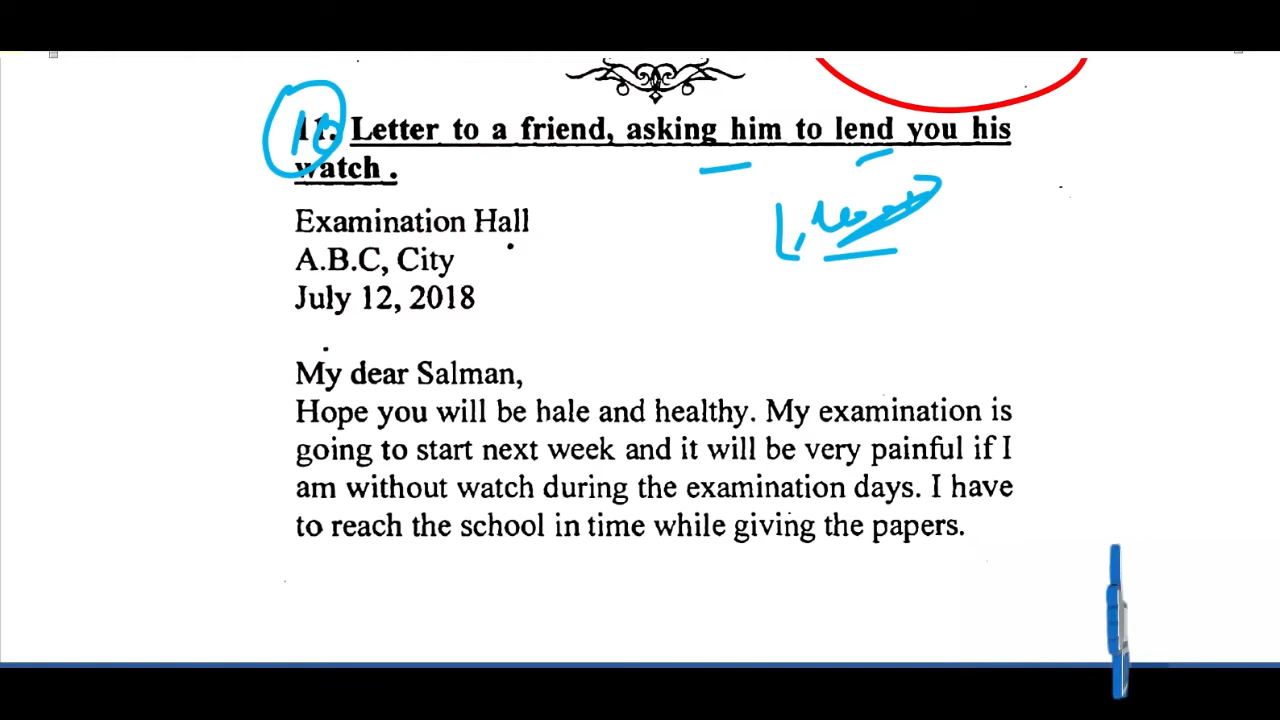 11. Letter to a friend, asking him to lend you his
watch .
Examination Hall
A.B.C, City
July 12, 2018
My dear Salman,
Hope you will be hale and healthy. My examination is
going to start next week and it will be very painful if I
am without watch during the examination days. I have
to reach the school in time while giving the papers.